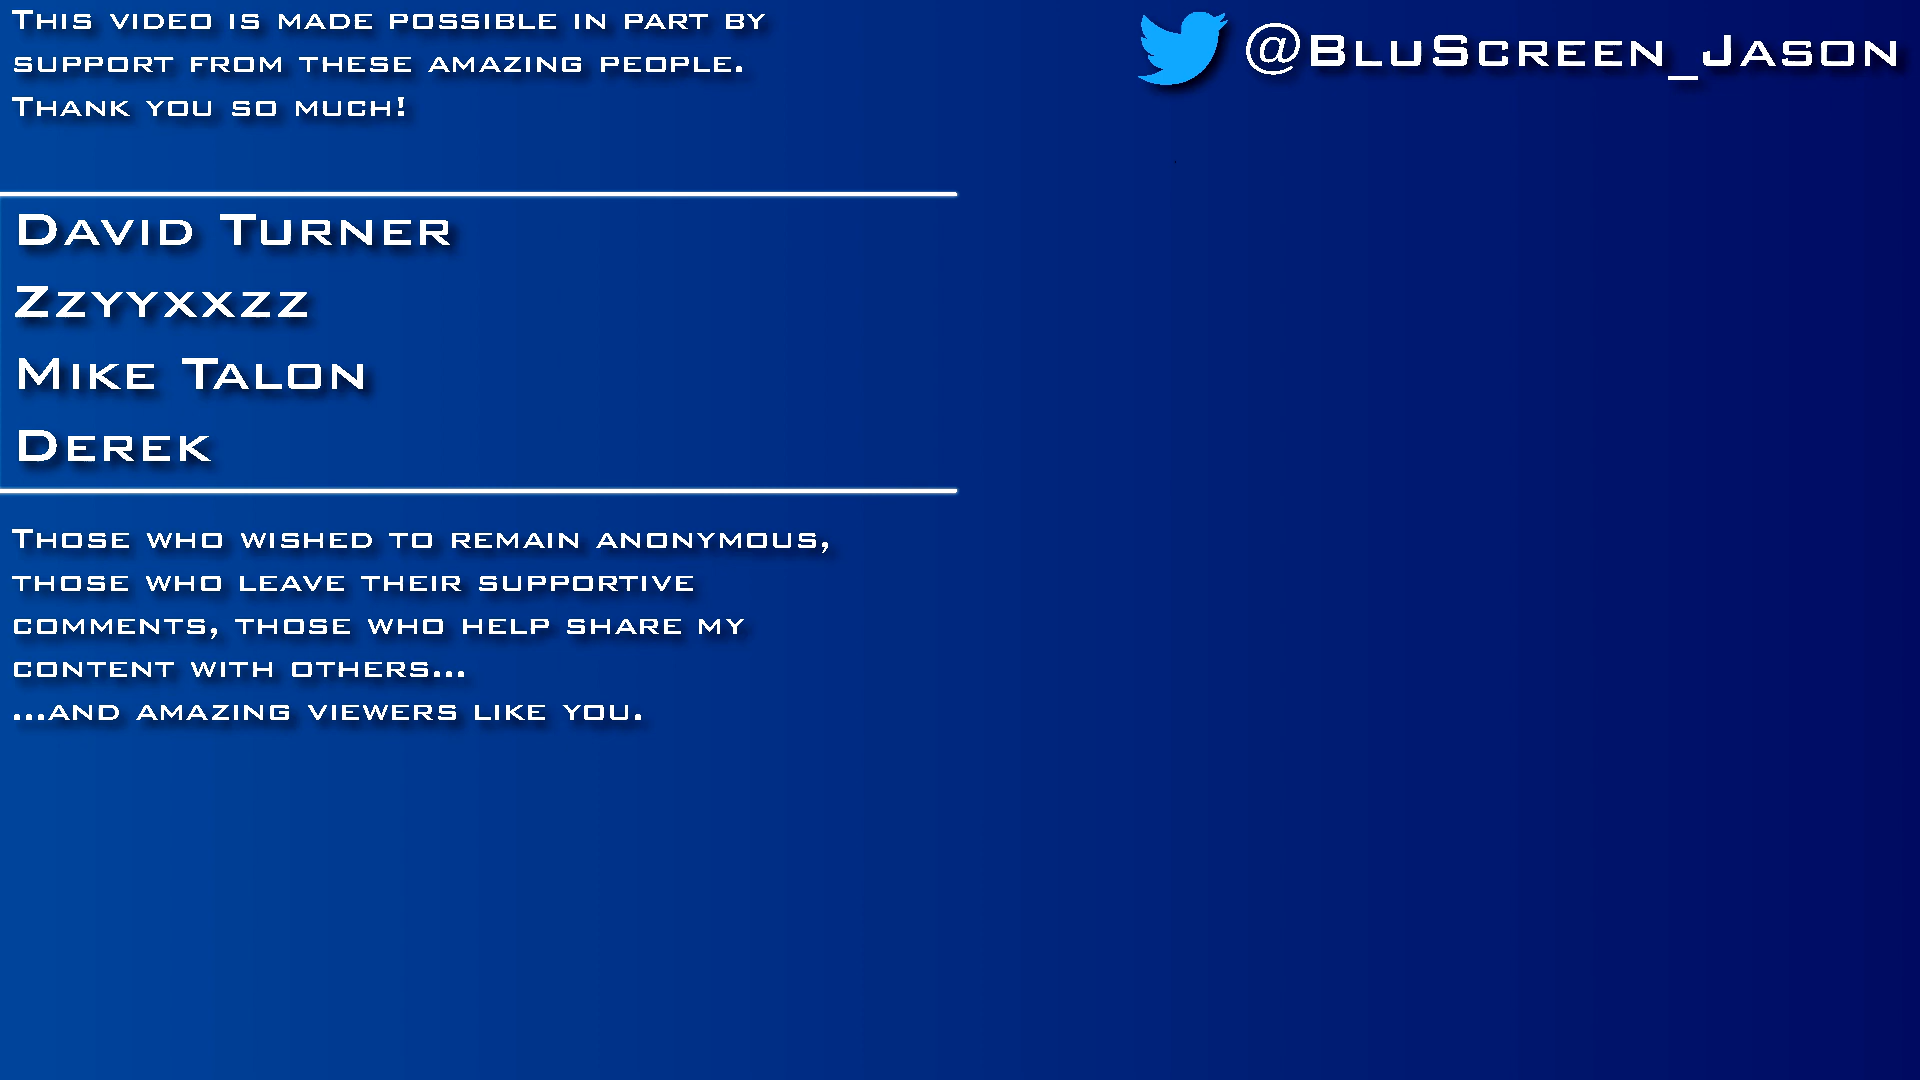 This video is made possible in part by
support from these amazing people.
Thank you so much!
@BluScreen_Jason
David Turner
Zzyyxxzz
Mike Talon
Derek
Those who wished to remain anonymous,
those who leave their supportive
comments, those who help share my
content with others...
...and amazing viewers like you.